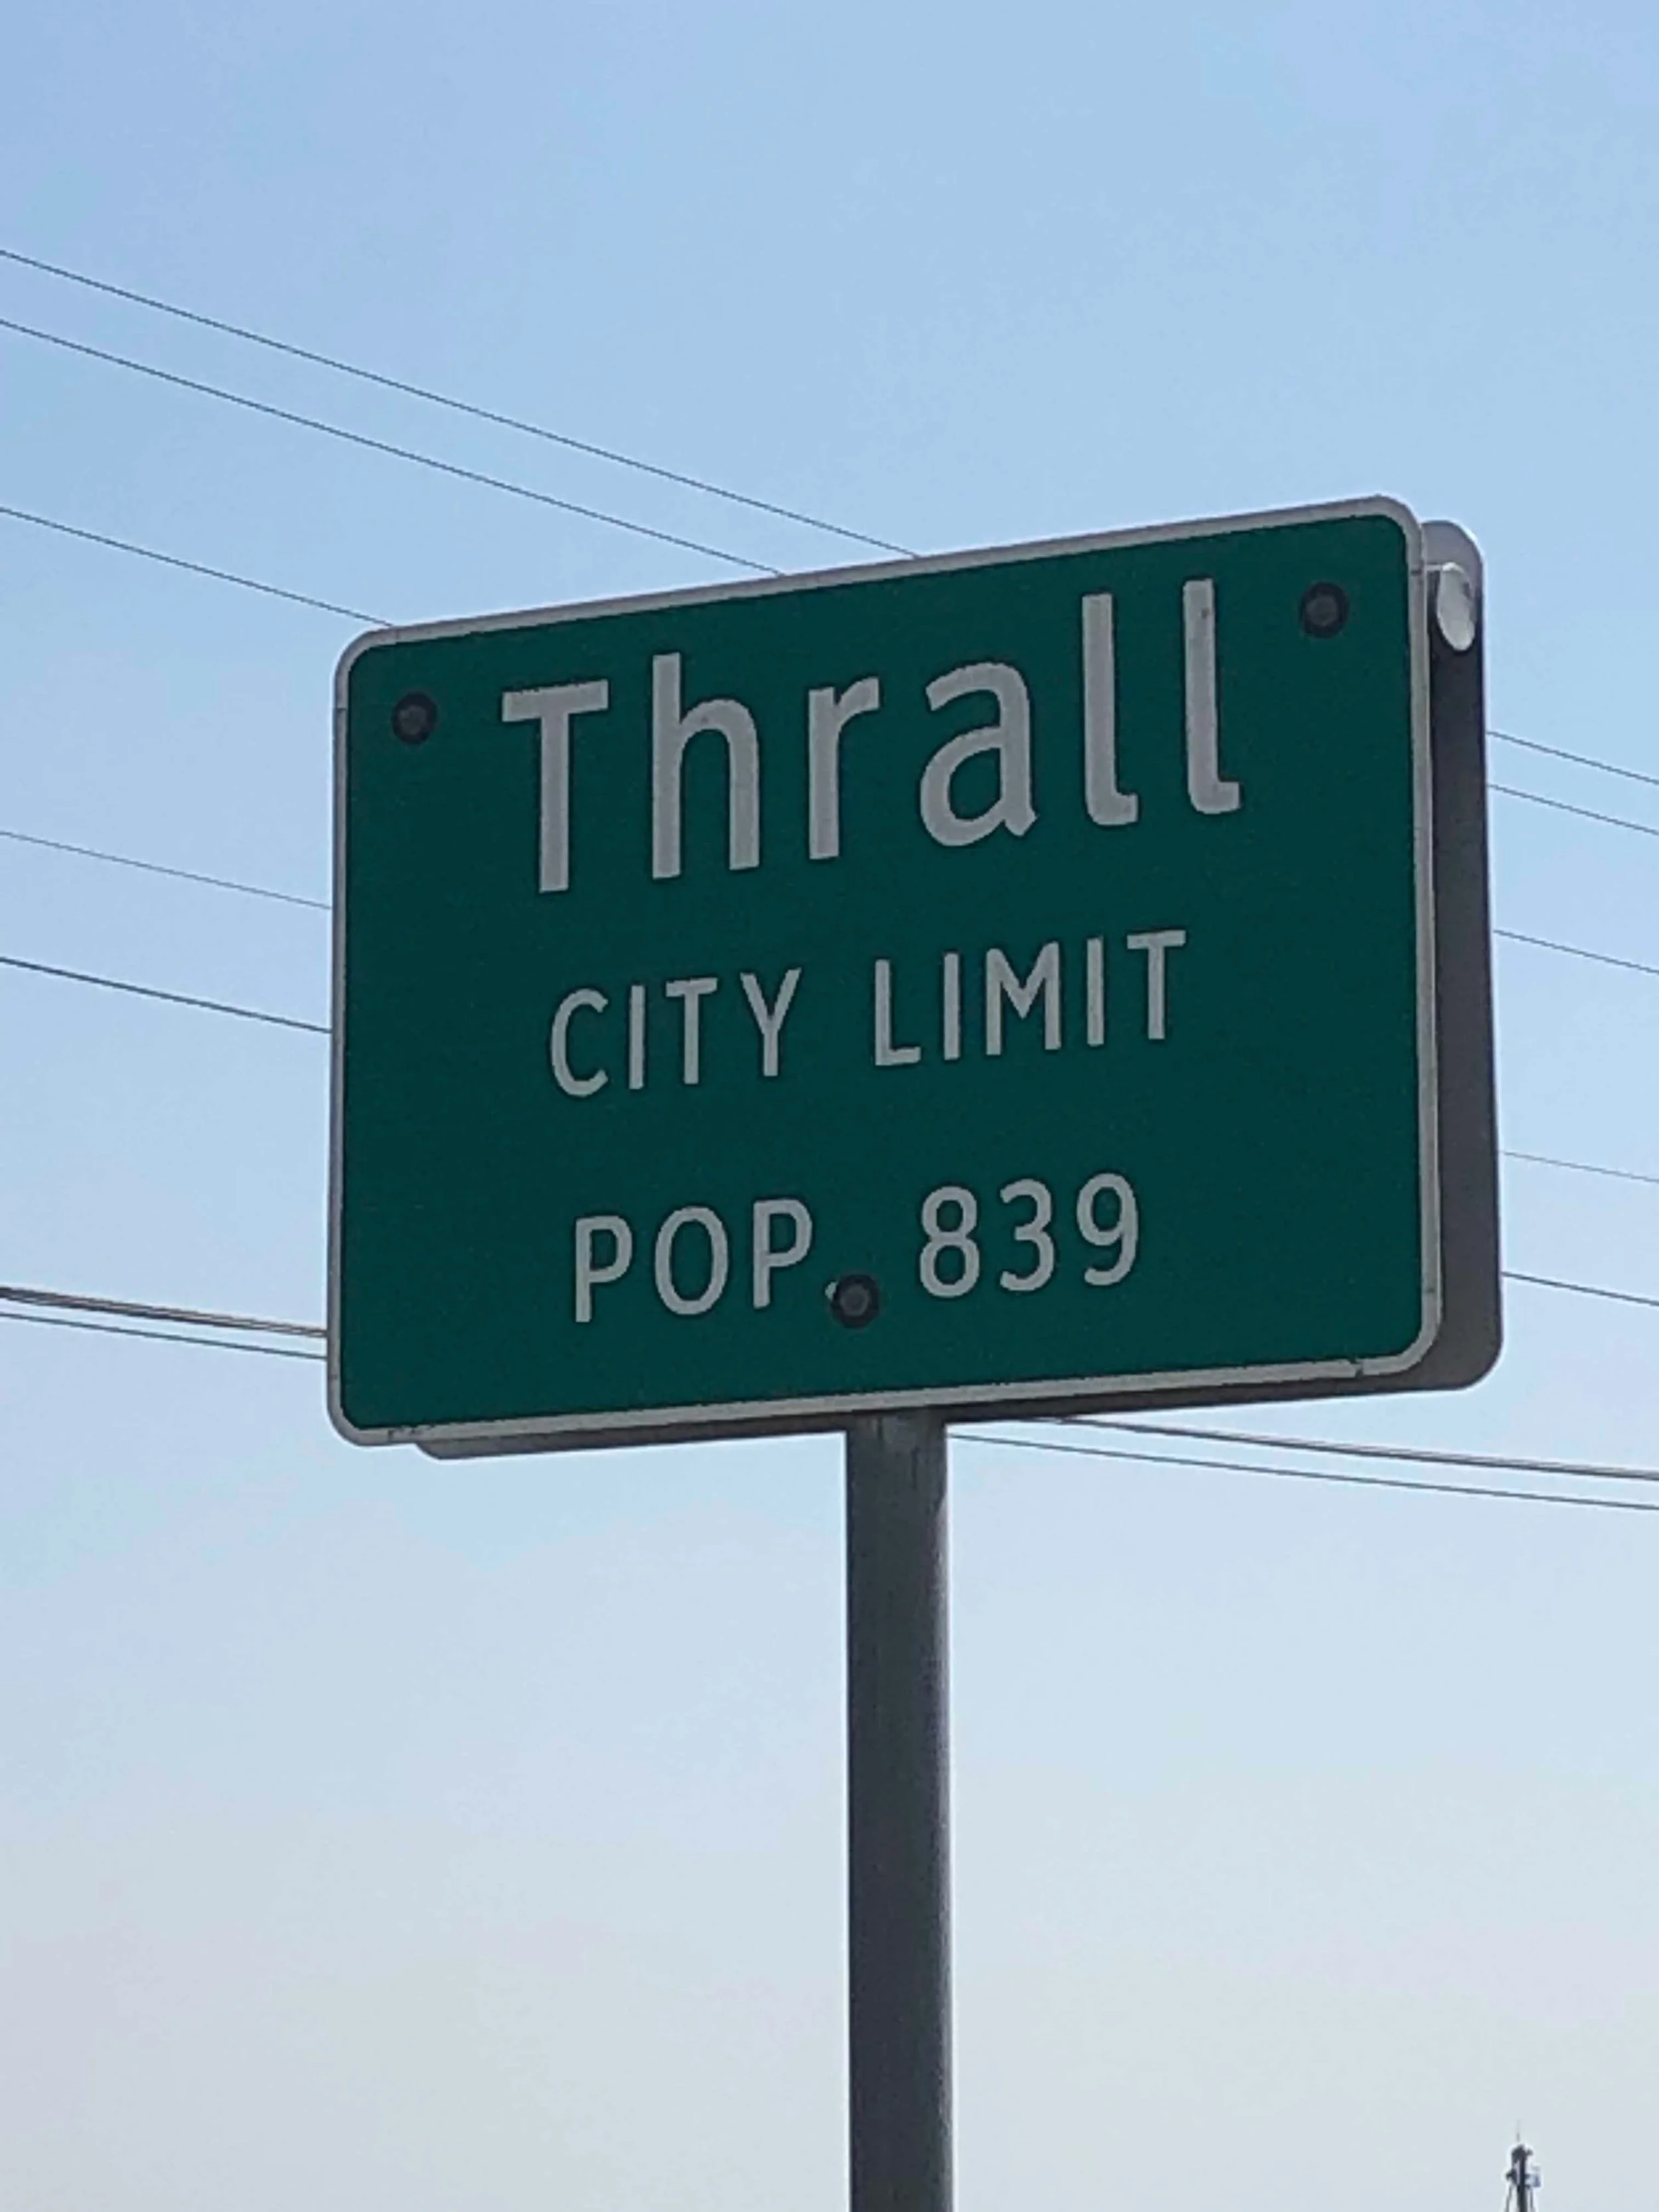 Thrall
CITY LIMIT
POP. 839